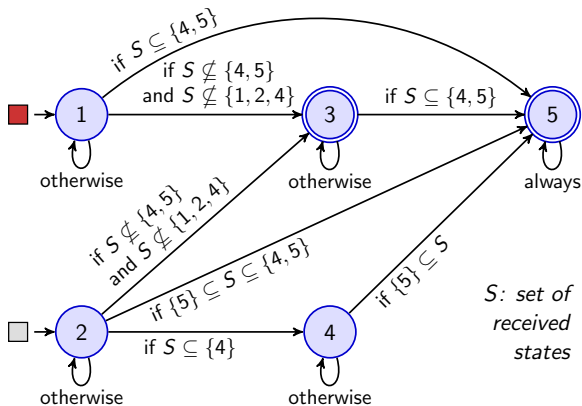 if S ⊆ {4, 5}
if S ⊈ {4, 5}
and S ⊈ {1, 2, 4}
if S ⊆ {4, 5}
1
3
5
otherwise
otherwise
always
if S ⊈ {4, 5}
and S ⊈ {1, 2, 4}
if {5} ⊆ S ⊆ {4, 5}
if {5} ⊆ S
S: set of
received
states
2
4
if S ⊆ {4}
otherwise
otherwise